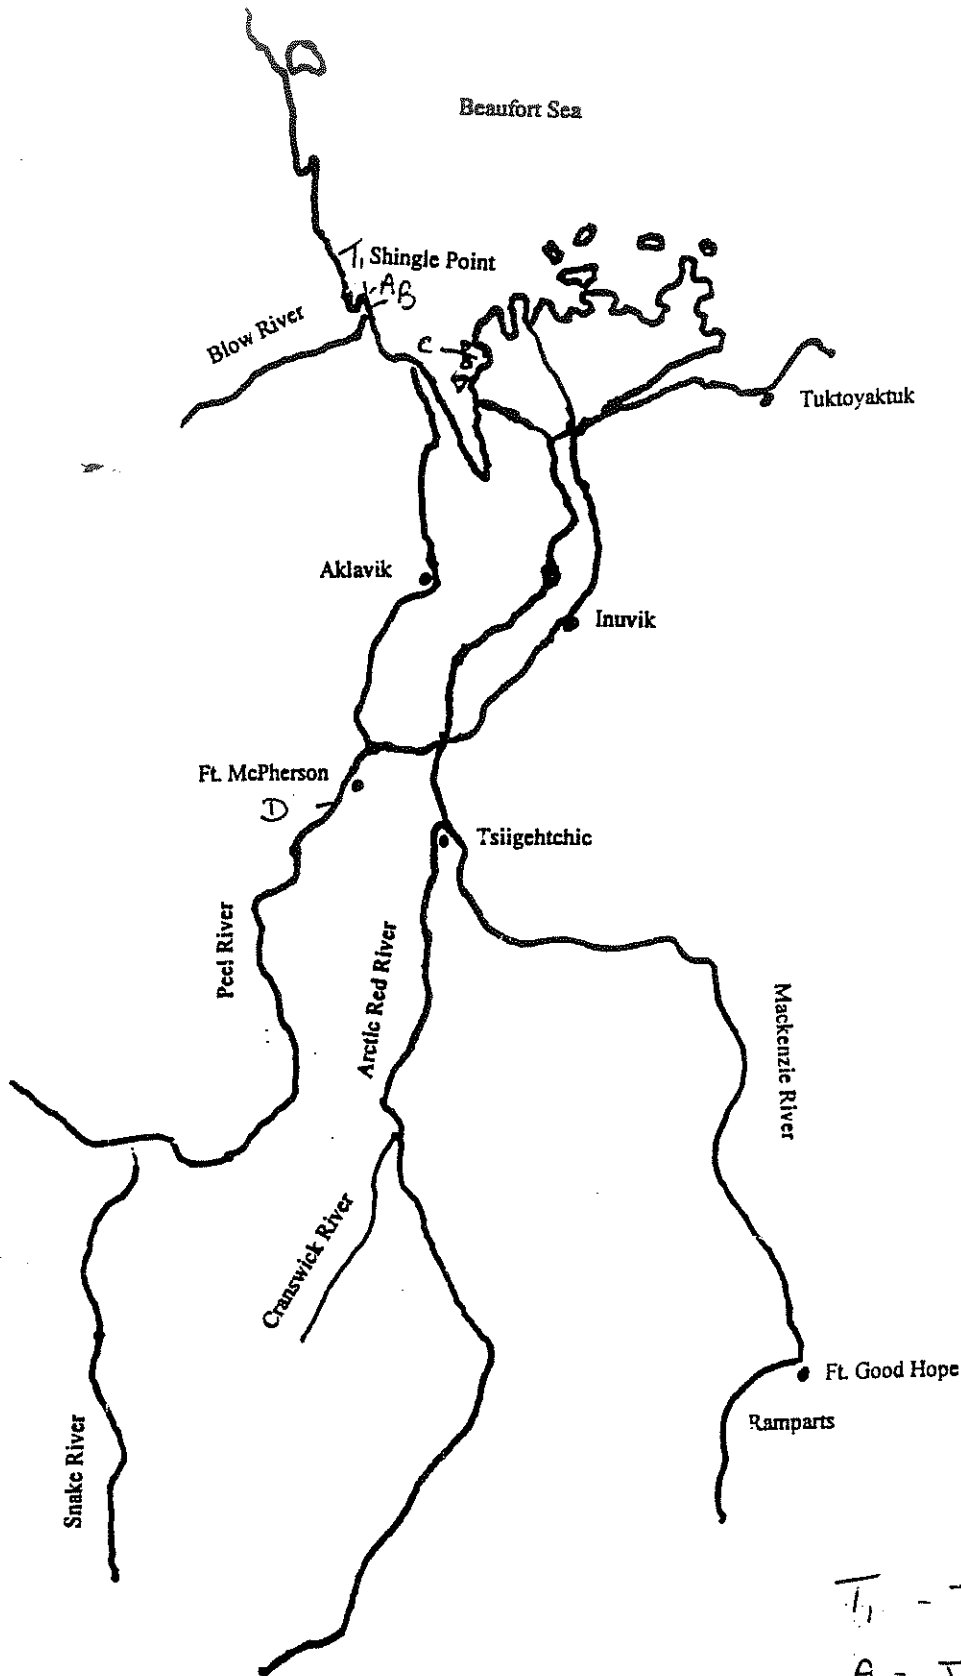 Beaufort Sea
T₁ Shingle Point
A
B
Blow River
C
Tuktoyaktuk
Aklavik
Inuvik
Ft. McPherson
D
Tsiigehtchic
Peel River
Arctic Red River
Mackenzie River
Cranswick River
Ft. Good Hope
Ramparts
Snake River
T₁ -
A -